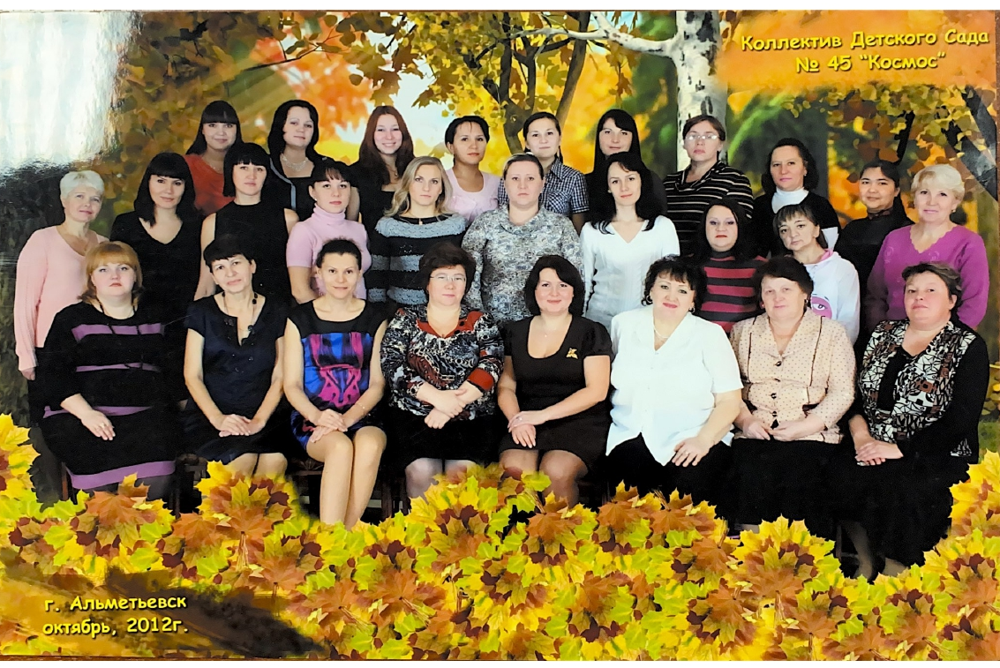 Коллектив Детского Сада
№ 45 "Космос"
г. Альметьевск
октябрь, 2012г.